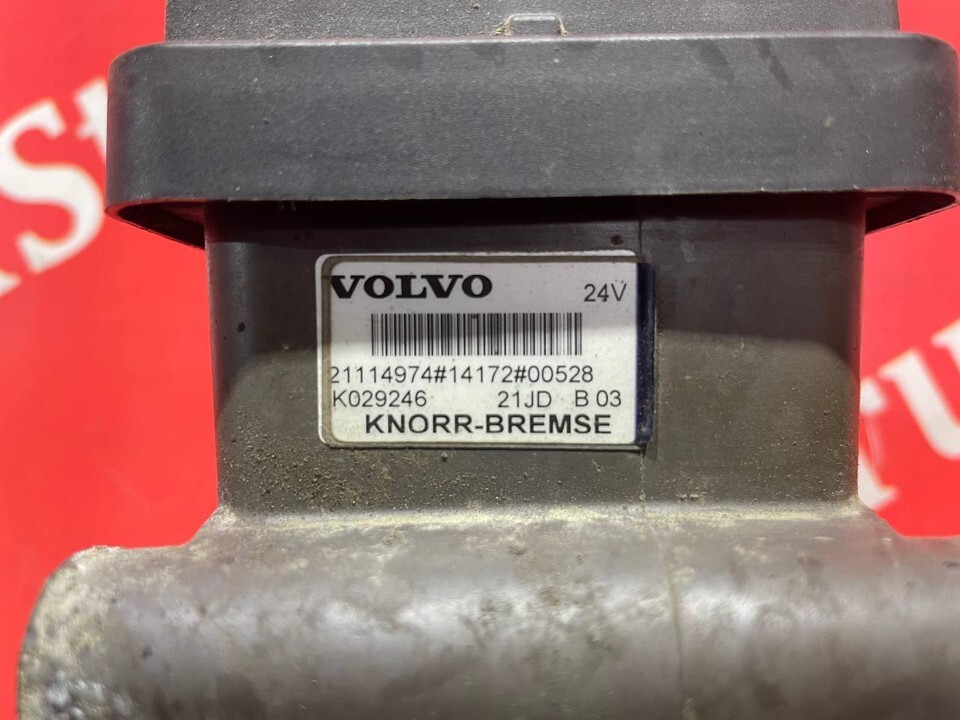 VOLVO
24V
21114974#14172#00528
K029246 21JD B 03
KNORR-BREMSE